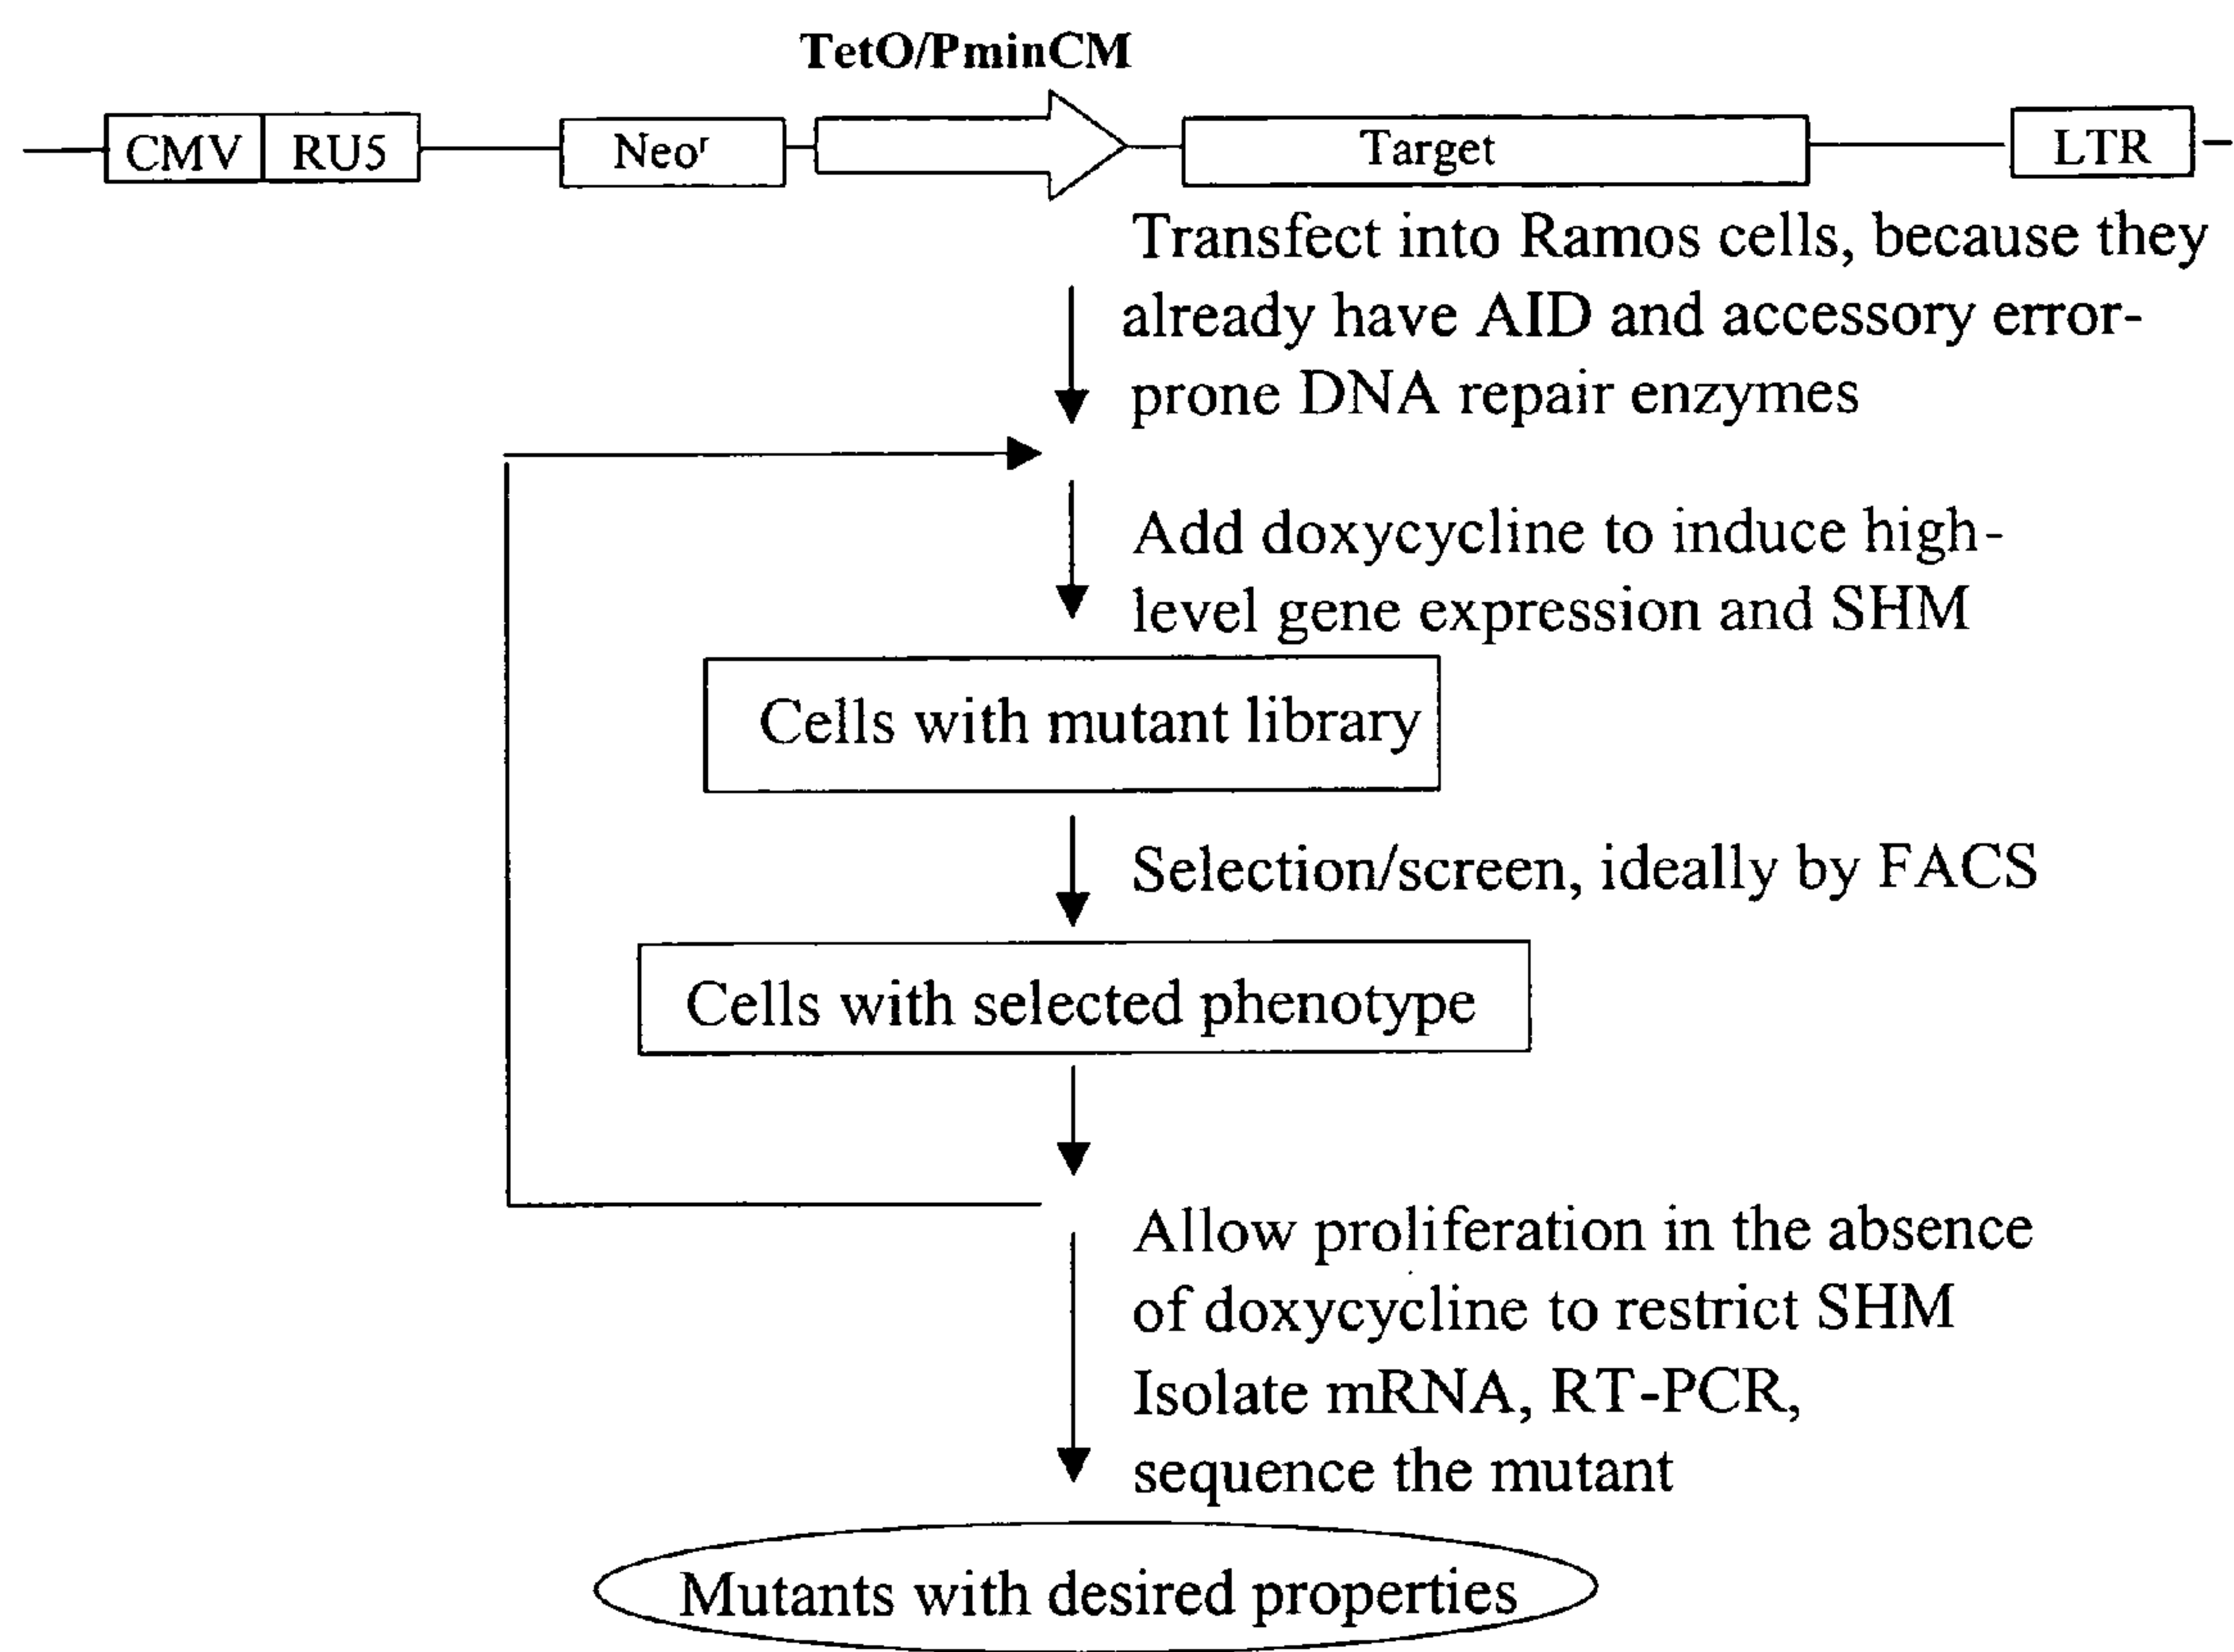 TetO/PminCM
CMV RU5 Neoʳ Target LTR
Transfect into Ramos cells, because they
already have AID and accessory error-
prone DNA repair enzymes
Add doxycycline to induce high-
level gene expression and SHM
Cells with mutant library
Selection/screen, ideally by FACS
Cells with selected phenotype
Allow proliferation in the absence
of doxycycline to restrict SHM
Isolate mRNA, RT-PCR,
sequence the mutant
Mutants with desired properties